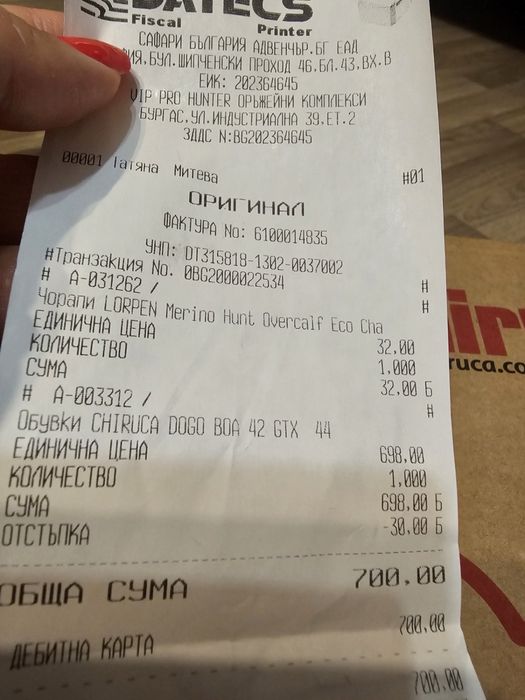 DATECS
Fiscal Printer
САФАРИ БЪЛГАРИЯ АДВЕНЧЪР.БГ ЕАД
БУЛ.ШИПЧЕНСКИ ПРОХОД 46.БЛ.43,ВХ.В
ЕИК: 202364645
VIP PRO HUNTER ОРЪЖЕЙНИ КОМПЛЕКСИ
БУРГАС,УЛ.ИНДУСТРИАЛНА 39,ЕТ.2
ЗДДС N:BG202364645
00001 Татяна Митева #01
ОРИГИНАЛ
ФАКТУРА No: 6100014835
УНП: DT315818-1302-0037002
#Транзакция No. 0BG2000022534 #
# A-031262 / #
Чорапи LORPEN Merino Hunt Overcalf Eco Cha
ЕДИНИЧНА ЦЕНА 32.00
КОЛИЧЕСТВО 1.000
СУМА 32.00 Б
# A-003312 / #
Обувки CHIRUCA DOGO BOA 42 GTX 44
ЕДИНИЧНА ЦЕНА 698.00
КОЛИЧЕСТВО 1.000
СУМА 698.00 Б
ОТСТЪПКА -30.00 Б
ОБЩА СУМА 700.00
ДЕБИТНА КАРТА 700.00
700.00
iru
ruca.co